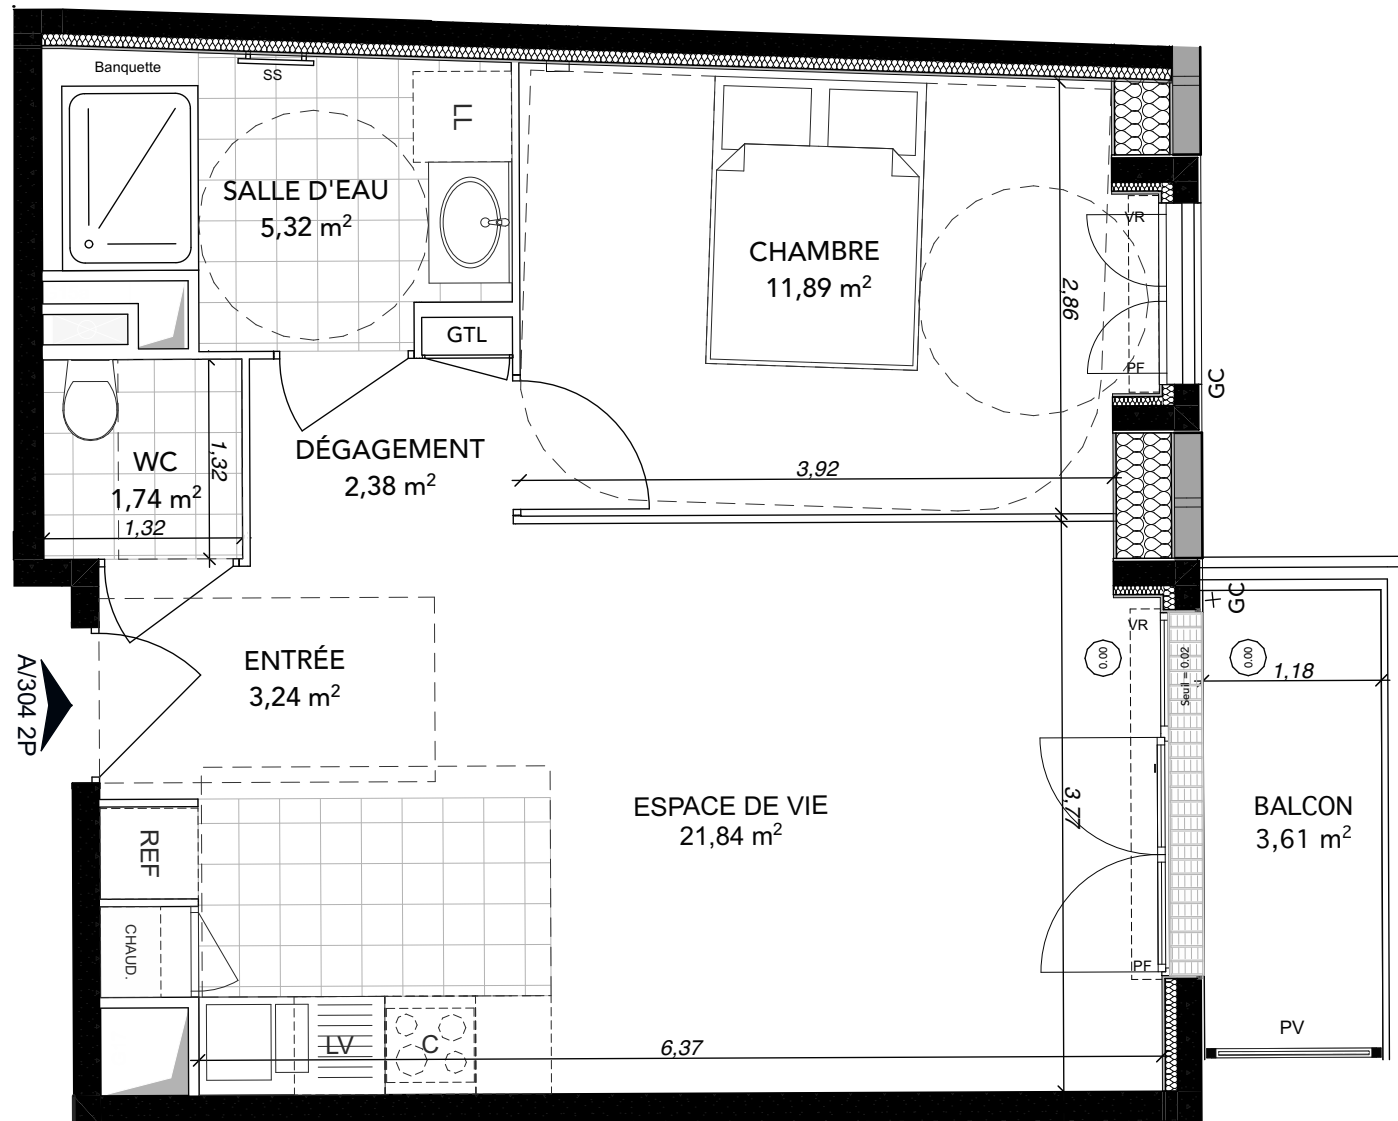 Banquette
SS
LL
SALLE D'EAU
5,32 m²
CHAMBRE
11,89 m²
VR
2,86
PF
GC
GTL
DÉGAGEMENT
2,38 m²
WC
1,74 m²
1,32
1,32
3,92
GC
VR
0.00
Seuil = 0.02
0.00
1,18
ENTRÉE
3,24 m²
A/304 2P
ESPACE DE VIE
21,84 m²
3,77
BALCON
3,61 m²
REF
CHAUD.
PF
LV
C
6,37
PV